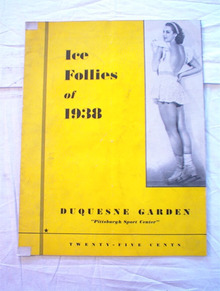 Ice
Follies
of
1938
DUQUESNE GARDEN
"Pittsburgh Sport Center"
TWENTY-FIVE CENTS